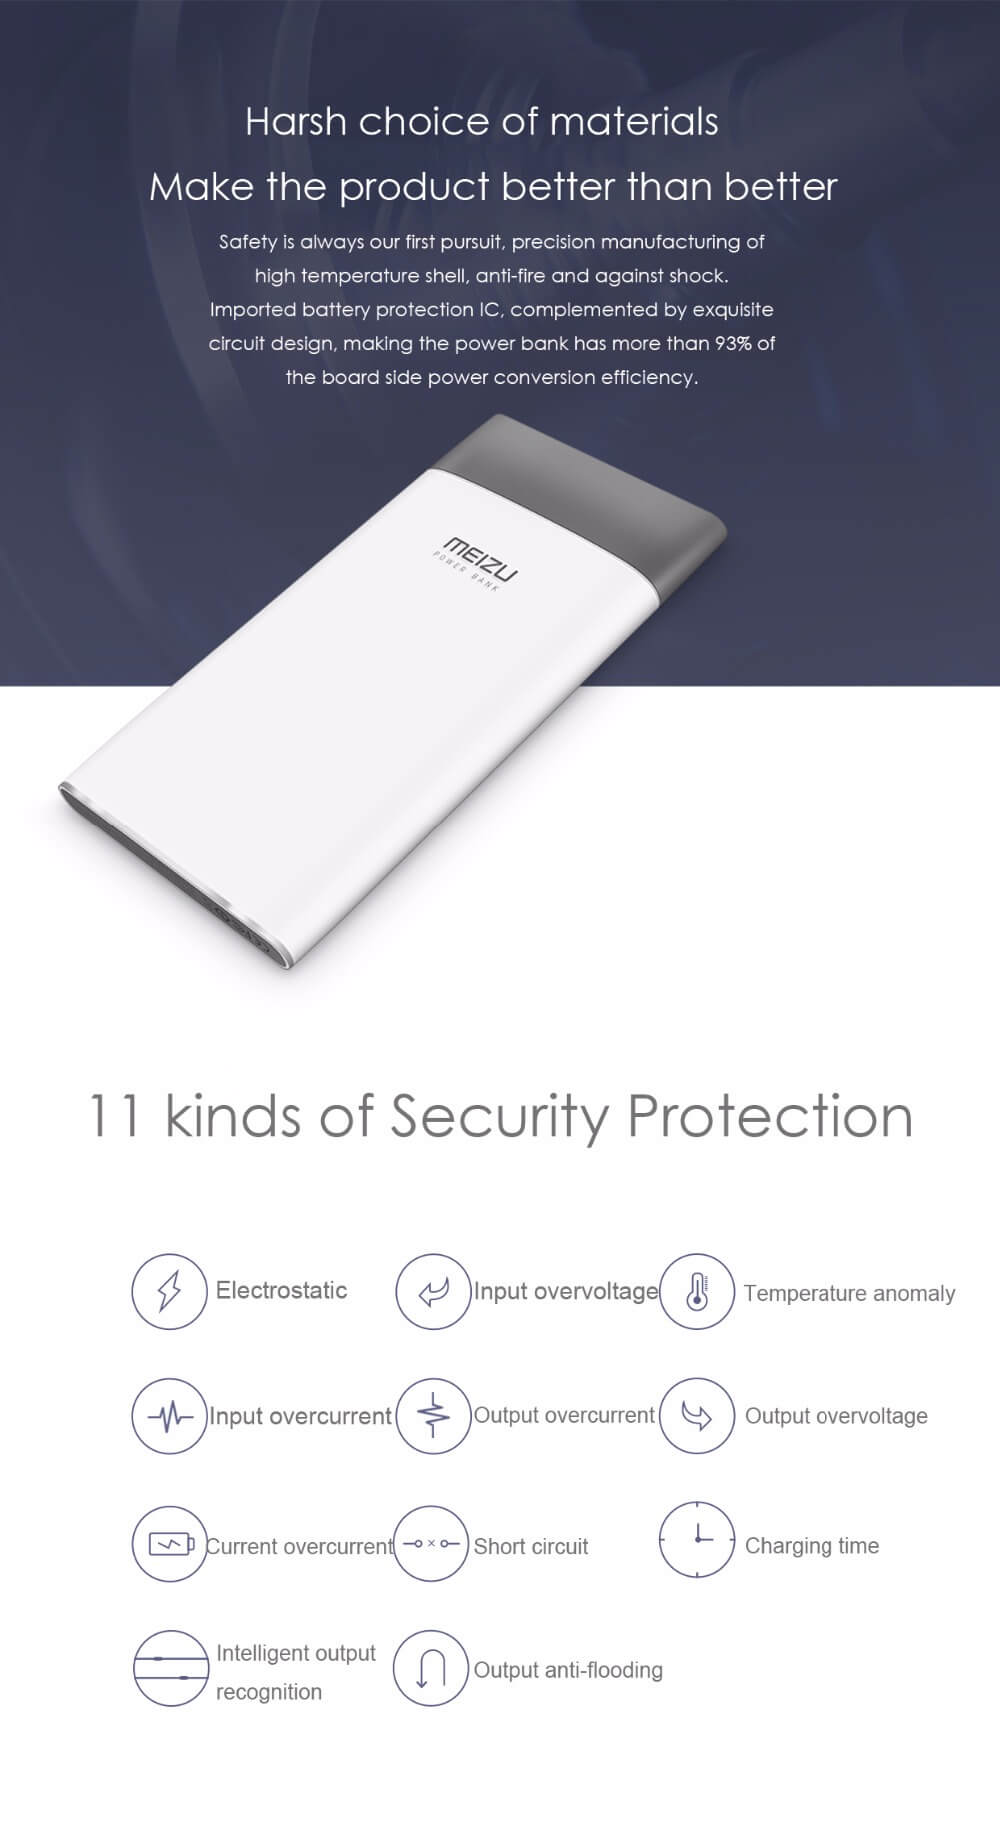 Harsh choice of materials
Make the product better than better
Safety is always our first pursuit, precision manufacturing of
high temperature shell, anti-fire and against shock.
Imported battery protection IC, complemented by exquisite
circuit design, making the power bank has more than 93% of
the board side power conversion efficiency.
MEIZU
POWER BANK
11 kinds of Security Protection
Electrostatic
Input overvoltage
Temperature anomaly
Input overcurrent
Output overcurrent
Output overvoltage
Current overcurrent
Short circuit
Charging time
Intelligent output
recognition
Output anti-flooding